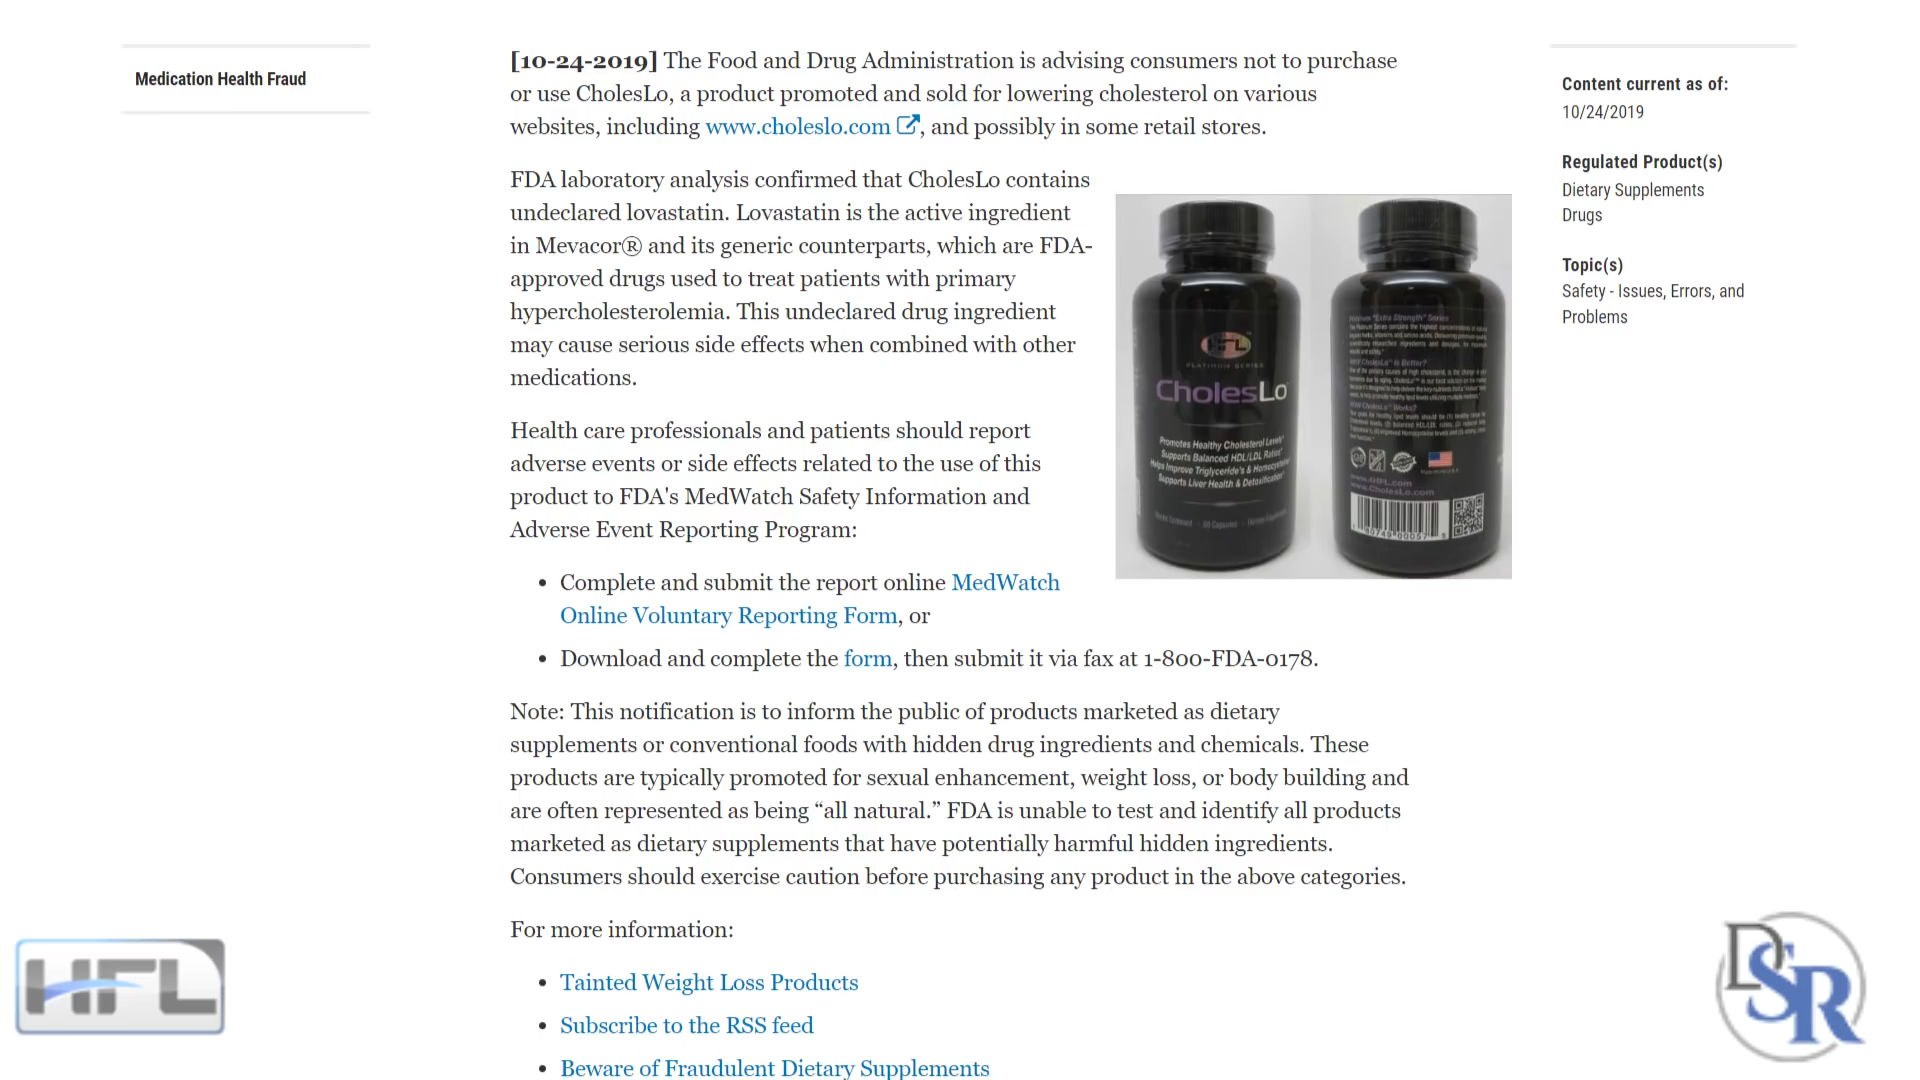 Medication Health Fraud
[10-24-2019] The Food and Drug Administration is advising consumers not to purchase
or use CholesLo, a product promoted and sold for lowering cholesterol on various
websites, including www.choleslo.com, and possibly in some retail stores.
FDA laboratory analysis confirmed that CholesLo contains
undeclared lovastatin. Lovastatin is the active ingredient
in Mevacor® and its generic counterparts, which are FDA-
approved drugs used to treat patients with primary
hypercholesterolemia. This undeclared drug ingredient
may cause serious side effects when combined with other
medications.
Health care professionals and patients should report
adverse events or side effects related to the use of this
product to FDA's MedWatch Safety Information and
Adverse Event Reporting Program:
• Complete and submit the report online MedWatch
Online Voluntary Reporting Form, or
• Download and complete the form, then submit it via fax at 1-800-FDA-0178.
Note: This notification is to inform the public of products marketed as dietary
supplements or conventional foods with hidden drug ingredients and chemicals. These
products are typically promoted for sexual enhancement, weight loss, or body building and
are often represented as being “all natural.” FDA is unable to test and identify all products
marketed as dietary supplements that have potentially harmful hidden ingredients.
Consumers should exercise caution before purchasing any product in the above categories.
For more information:
• Tainted Weight Loss Products
• Subscribe to the RSS feed
• Beware of Fraudulent Dietary Supplements
HFL
PLATINUM SERIES
CholesLo
Promotes Healthy Cholesterol Levels*
Supports Balanced HDL/LDL Ratios*
Helps Improve Triglyceride's & Homocysteine
Supports Liver Health & Detoxification*
Platinum "Extra Strength" Series
WHY CholesLo™ Is Better?
HOW CholesLo™ Works?
www.CholesLo.com
Content current as of:
10/24/2019
Regulated Product(s)
Dietary Supplements
Drugs
Topic(s)
Safety - Issues, Errors, and
Problems
HFL
DSR